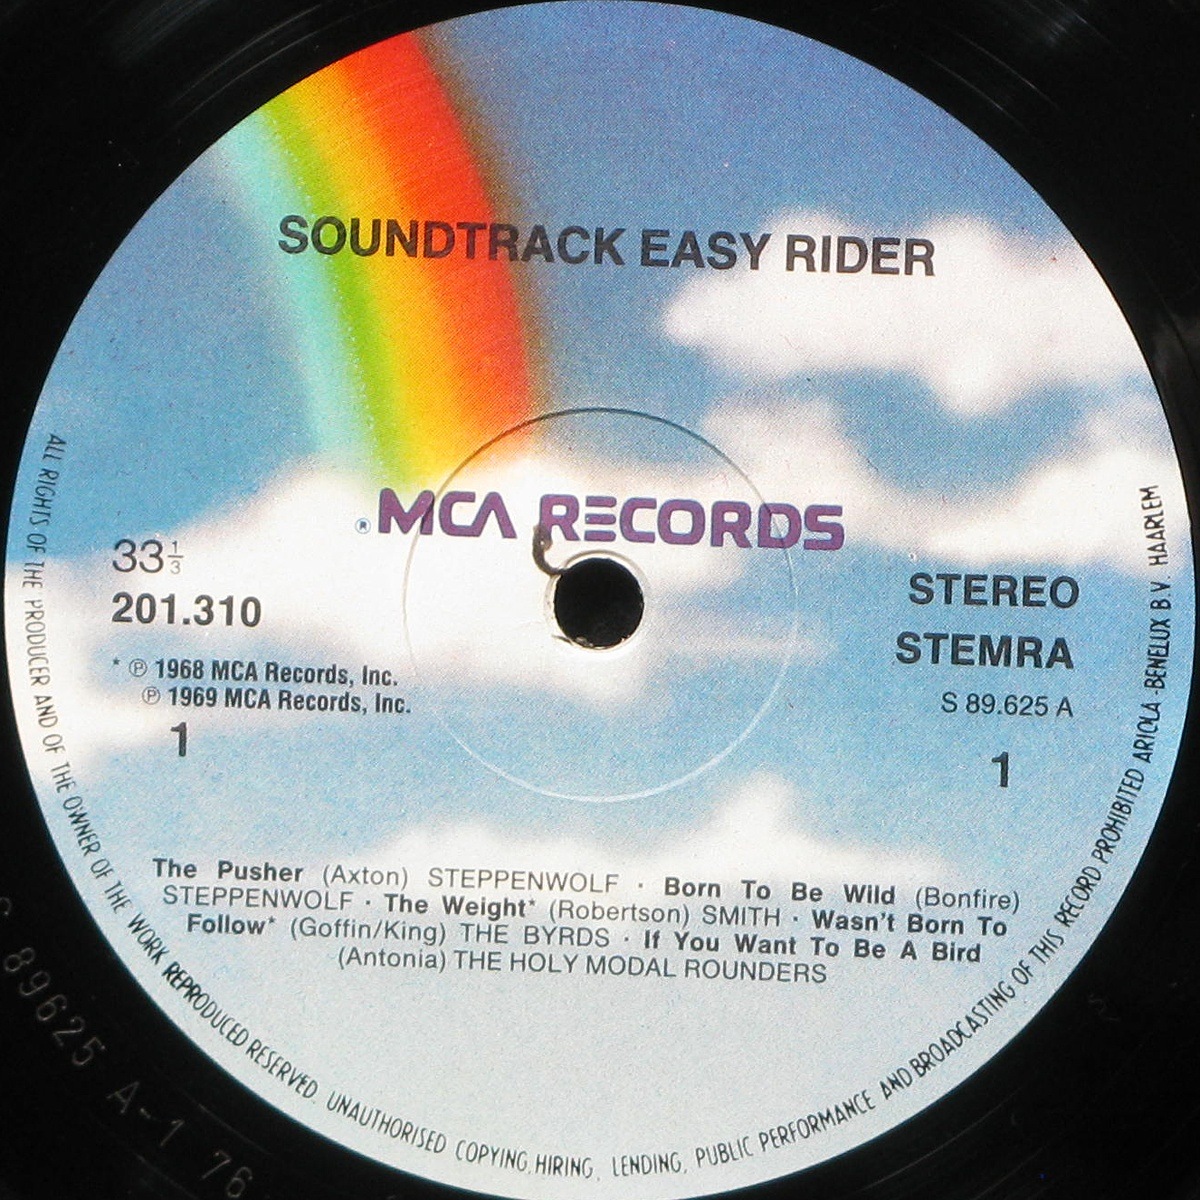 SOUNDTRACK EASY RIDER
® MCA RECORDS
33⅓
201.310
* ℗ 1968 MCA Records, Inc.
℗ 1969 MCA Records, Inc.
1
STEREO
STEMRA
S 89.625 A
1
The Pusher (Axton) STEPPENWOLF · Born To Be Wild (Bonfire)
STEPPENWOLF · The Weight* (Robertson) SMITH · Wasn't Born To
Follow* (Goffin/King) THE BYRDS · If You Want To Be A Bird
(Antonia) THE HOLY MODAL ROUNDERS
ALL RIGHTS OF THE PRODUCER AND OF THE OWNER OF THE WORK REPRODUCED RESERVED. UNAUTHORISED COPYING, HIRING, LENDING, PUBLIC PERFORMANCE AND BROADCASTING OF THIS RECORD PROHIBITED ARIOLA-BENELUX B.V. HAARLEM
89625 A-1 76